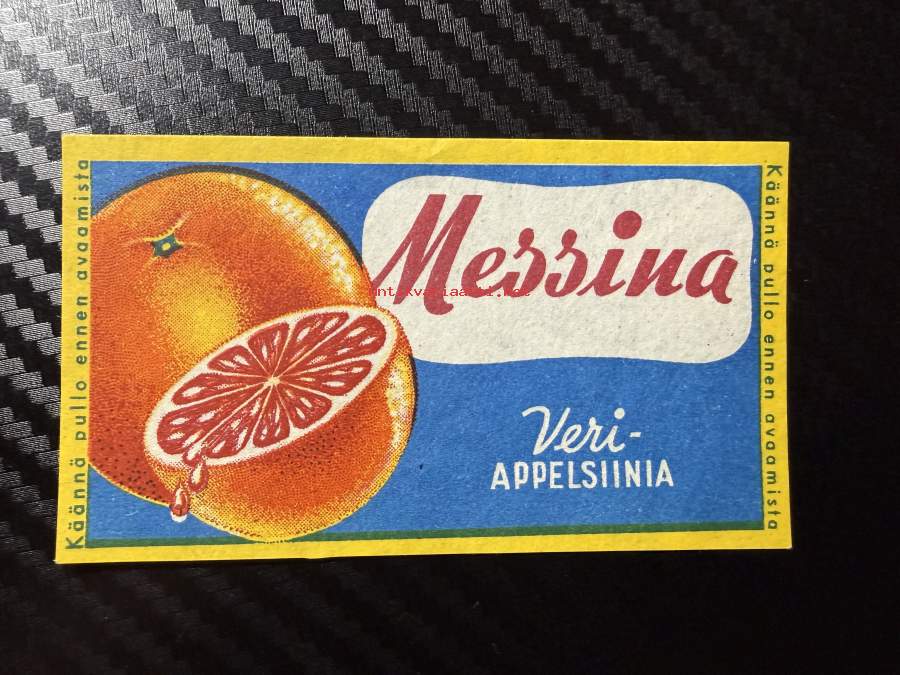 Käännä pullo ennen avaamista
Messina
Veri-
APPELSIINIA
Käännä pullo ennen avaamista